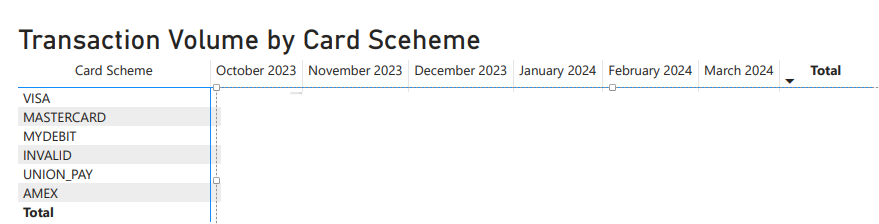 Transaction Volume by Card Sceheme
Card Scheme October 2023 November 2023 December 2023 January 2024 February 2024 March 2024 Total
VISA
MASTERCARD
MYDEBIT
INVALID
UNION_PAY
AMEX
Total